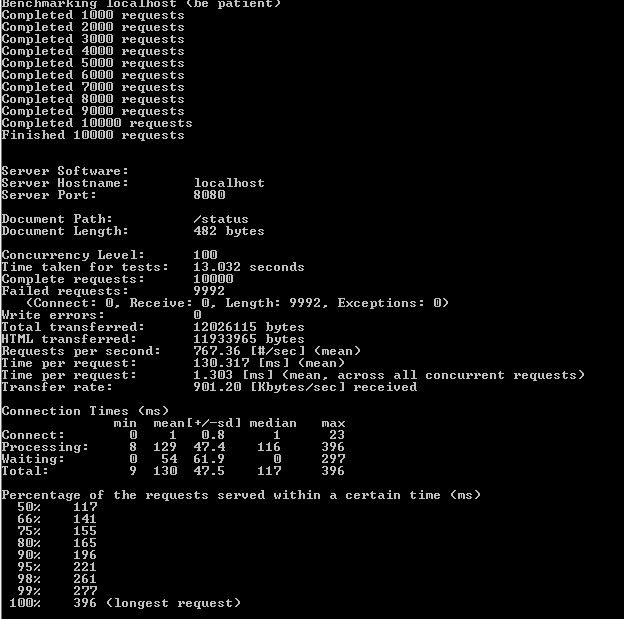 Benchmarking localhost (be patient)
Completed 1000 requests
Completed 2000 requests
Completed 3000 requests
Completed 4000 requests
Completed 5000 requests
Completed 6000 requests
Completed 7000 requests
Completed 8000 requests
Completed 9000 requests
Completed 10000 requests
Finished 10000 requests
Server Software:
Server Hostname: localhost
Server Port: 8080
Document Path: /status
Document Length: 482 bytes
Concurrency Level: 100
Time taken for tests: 13.032 seconds
Complete requests: 10000
Failed requests: 9992
(Connect: 0, Receive: 0, Length: 9992, Exceptions: 0)
Write errors: 0
Total transferred: 12026115 bytes
HTML transferred: 11933965 bytes
Requests per second: 767.36 [#/sec] (mean)
Time per request: 130.317 [ms] (mean)
Time per request: 1.303 [ms] (mean, across all concurrent requests)
Transfer rate: 901.20 [Kbytes/sec] received
Connection Times (ms)
min mean[+/-sd] median max
Connect: 0 1 0.8 1 23
Processing: 8 129 47.4 116 396
Waiting: 0 54 61.9 0 297
Total: 9 130 47.5 117 396
Percentage of the requests served within a certain time (ms)
50% 117
66% 141
75% 155
80% 165
90% 196
95% 221
98% 261
99% 277
100% 396 (longest request)